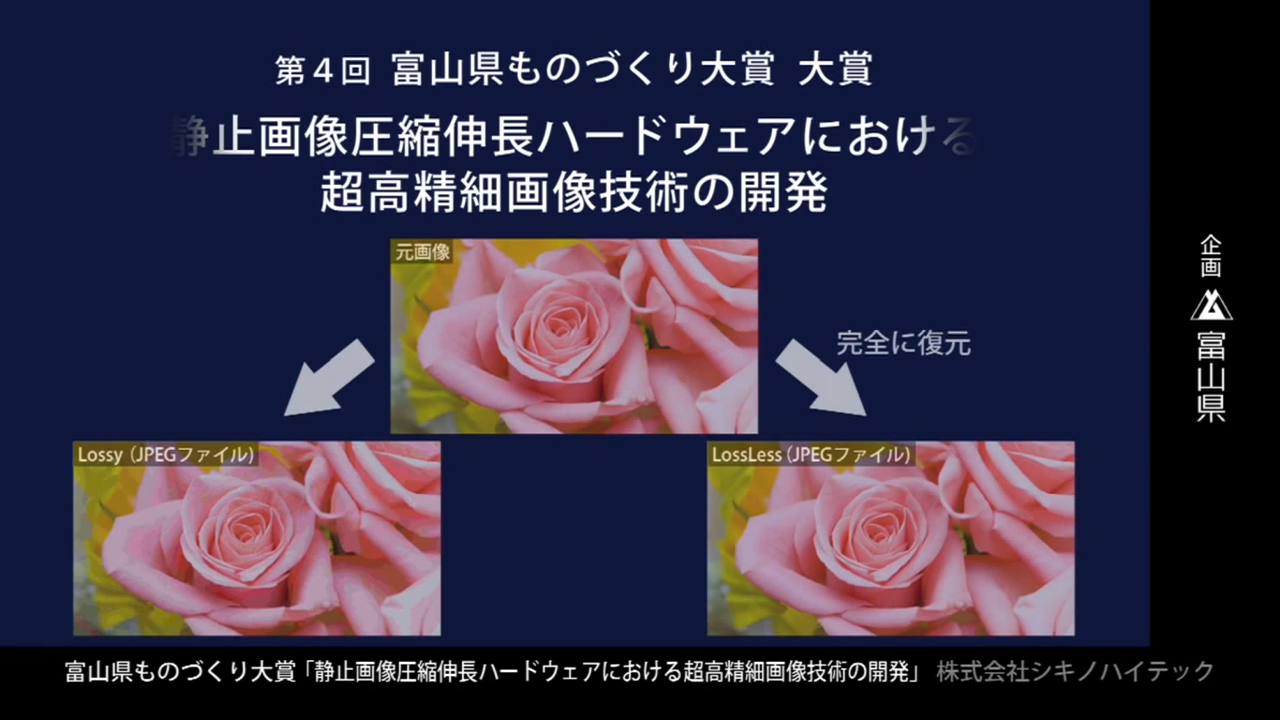 第４回 富山県ものづくり大賞 大賞
静止画像圧縮伸長ハードウェアにおける
超高精細画像技術の開発
元画像
完全に復元
Lossy（JPEGファイル）
LossLess（JPEGファイル）
企画
富山県
富山県ものづくり大賞「静止画像圧縮伸長ハードウェアにおける超高精細画像技術の開発」 株式会社シキノハイテック